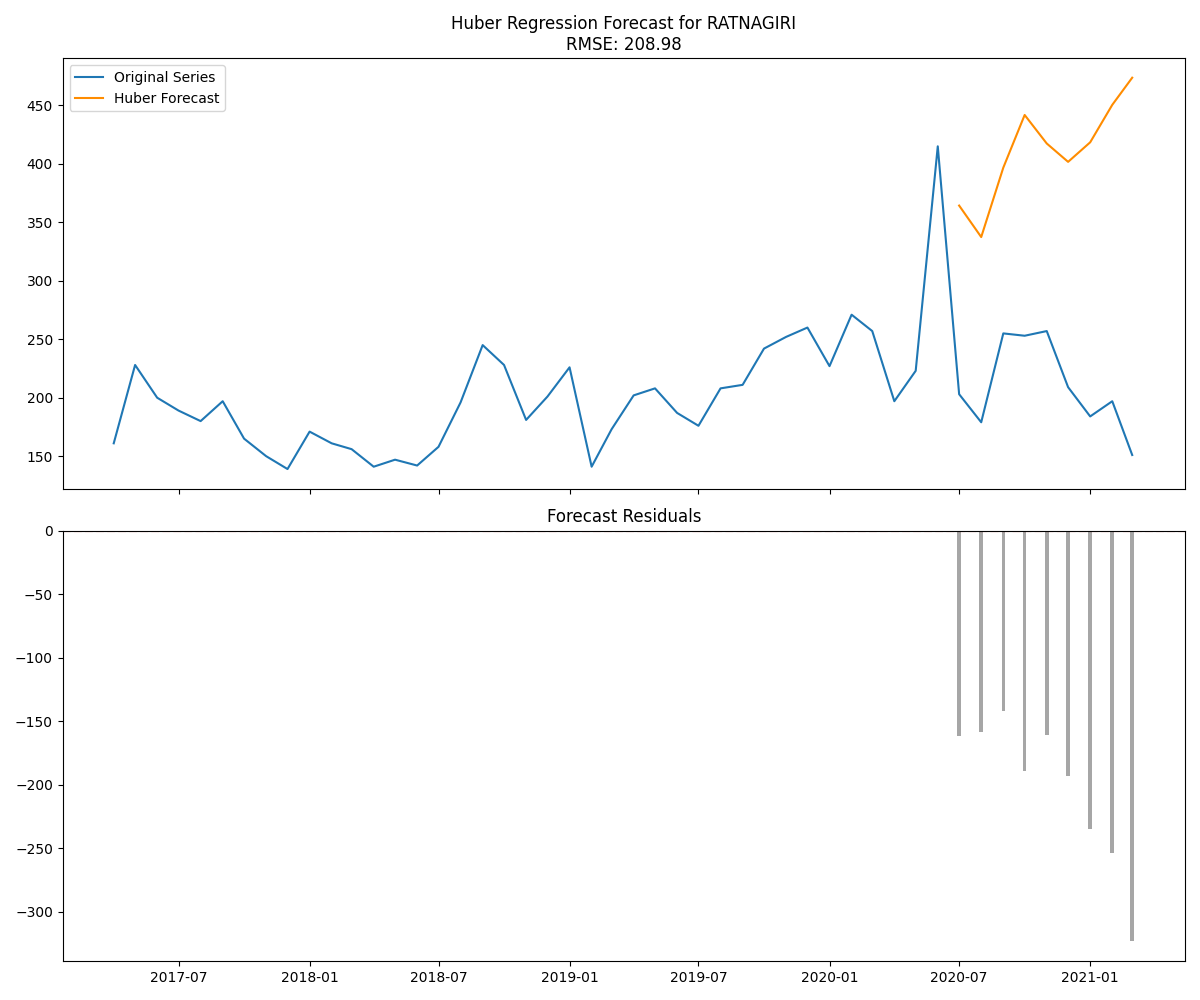 Huber Regression Forecast for RATNAGIRI
RMSE: 208.98
Original Series
Huber Forecast
450
400
350
300
250
200
150
Forecast Residuals
0
−50
−100
−150
−200
−250
−300
2017-07 2018-01 2018-07 2019-01 2019-07 2020-01 2020-07 2021-01